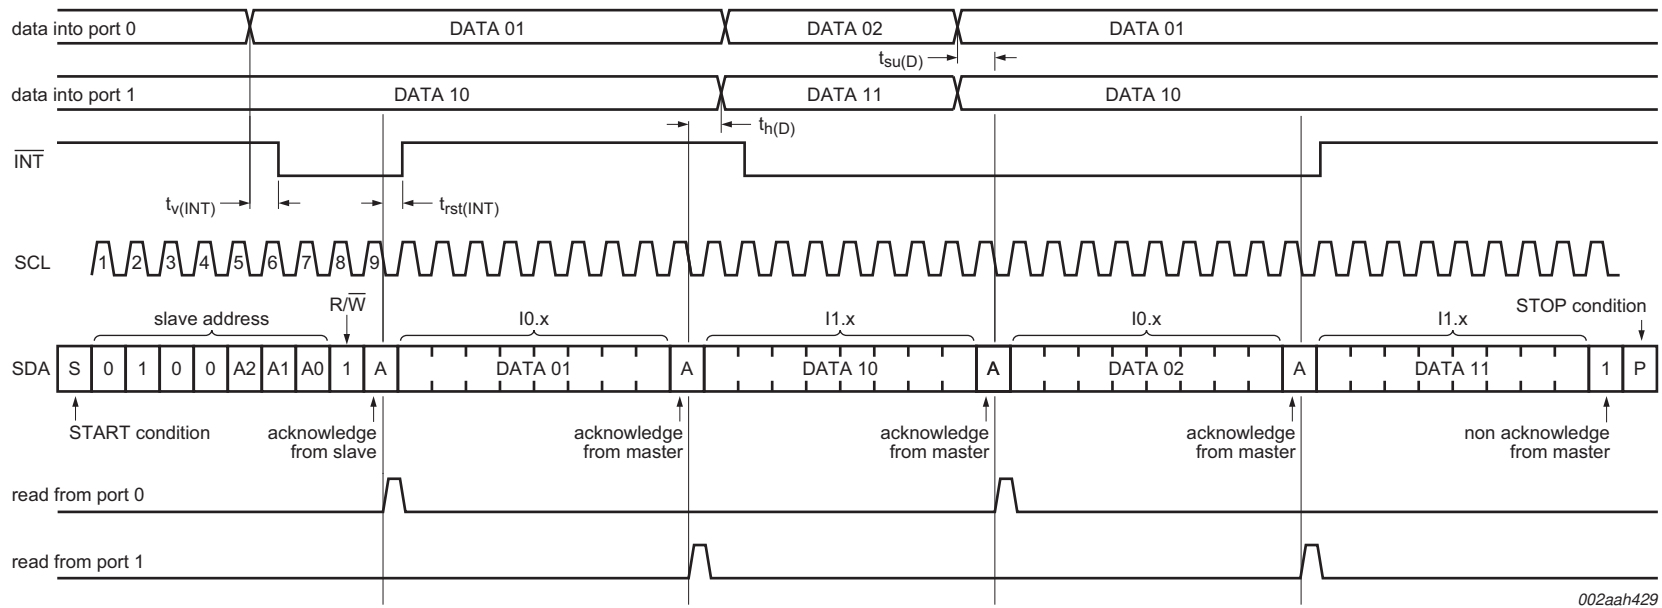 data into port 0 DATA 01 DATA 02 DATA 01
tsu(D)
data into port 1 DATA 10 DATA 11 DATA 10
th(D)
INT
tv(INT) trst(INT)
SCL 1 2 3 4 5 6 7 8 9
R/W STOP condition
slave address I0.x I1.x I0.x I1.x
SDA S 0 1 0 0 A2 A1 A0 1 A DATA 01 A DATA 10 A DATA 02 A DATA 11 1 P
START condition acknowledge acknowledge acknowledge acknowledge non acknowledge
from slave from master from master from master from master
read from port 0
read from port 1
002aah429